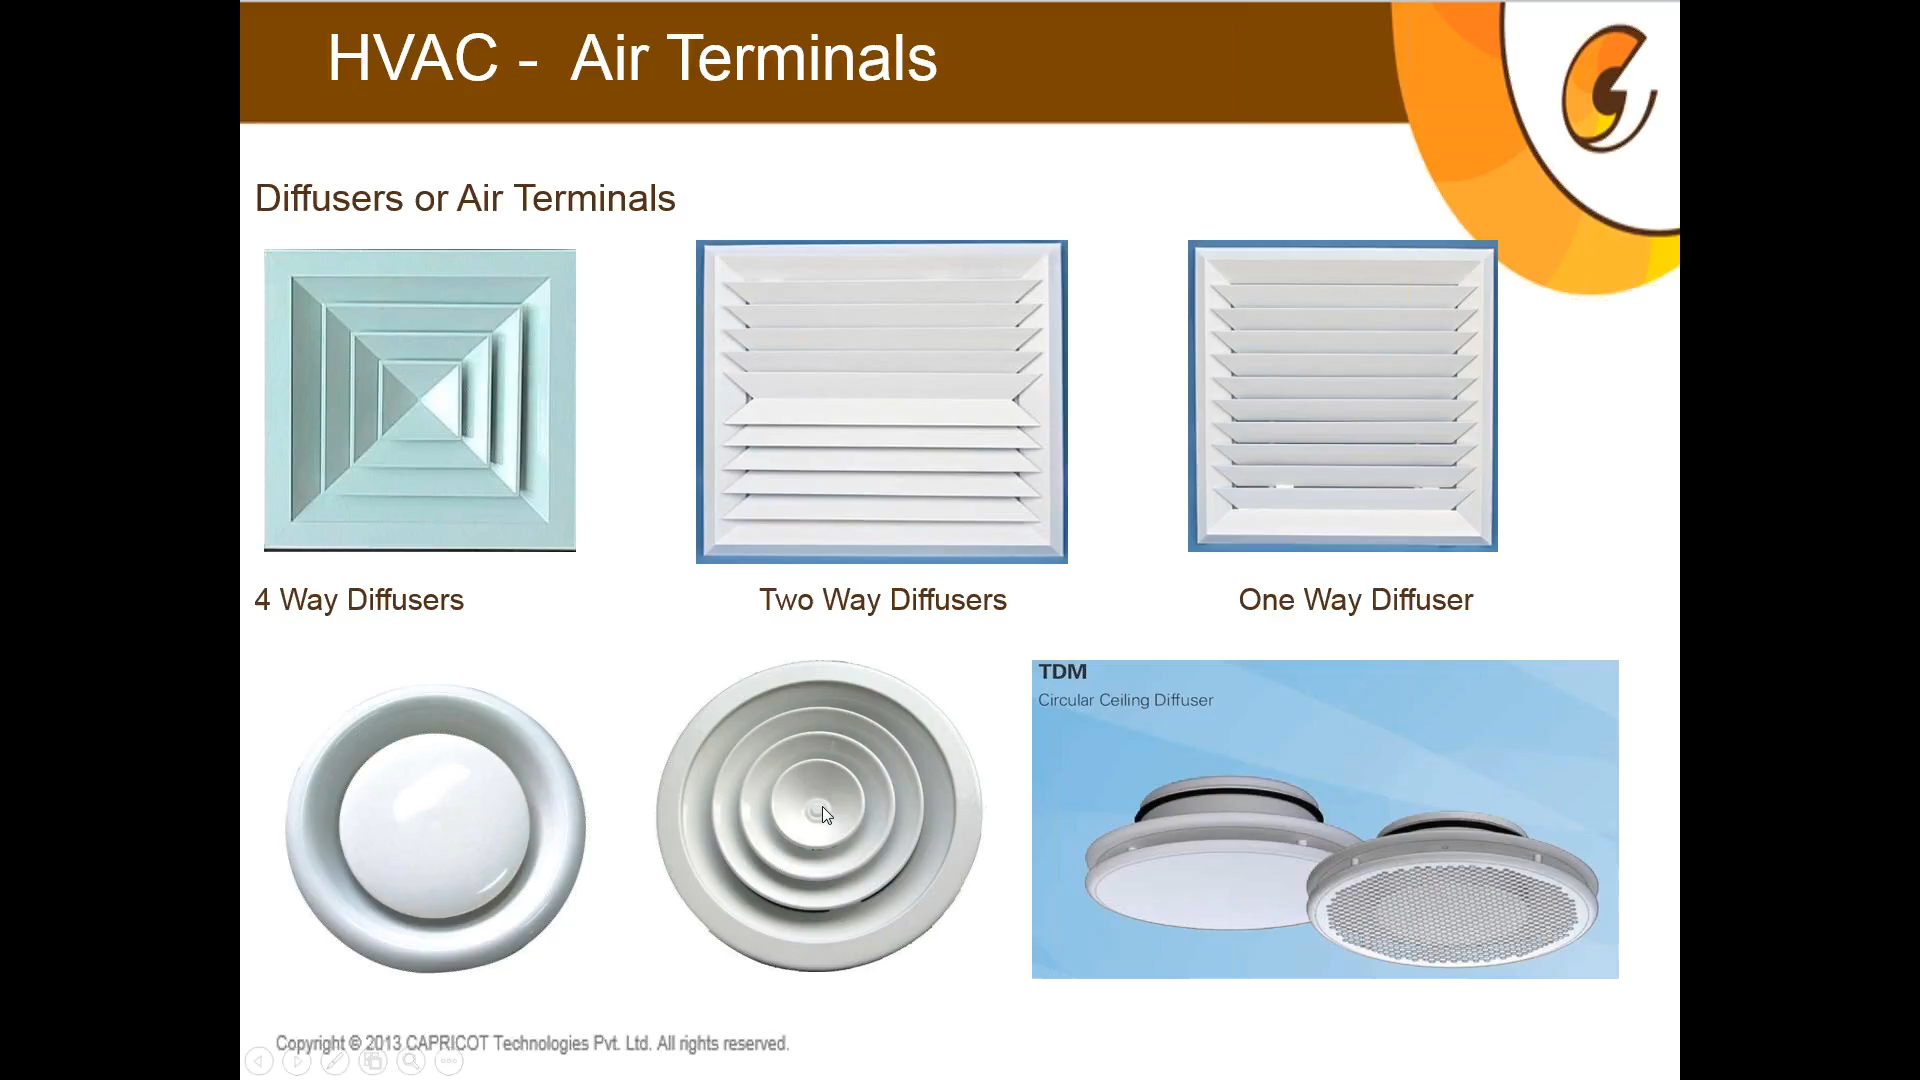 HVAC - Air Terminals
Diffusers or Air Terminals
4 Way Diffusers
Two Way Diffusers
One Way Diffuser
TDM
Circular Ceiling Diffuser
Copyright © 2013 CAPRICOT Technologies Pvt. Ltd. All rights reserved.